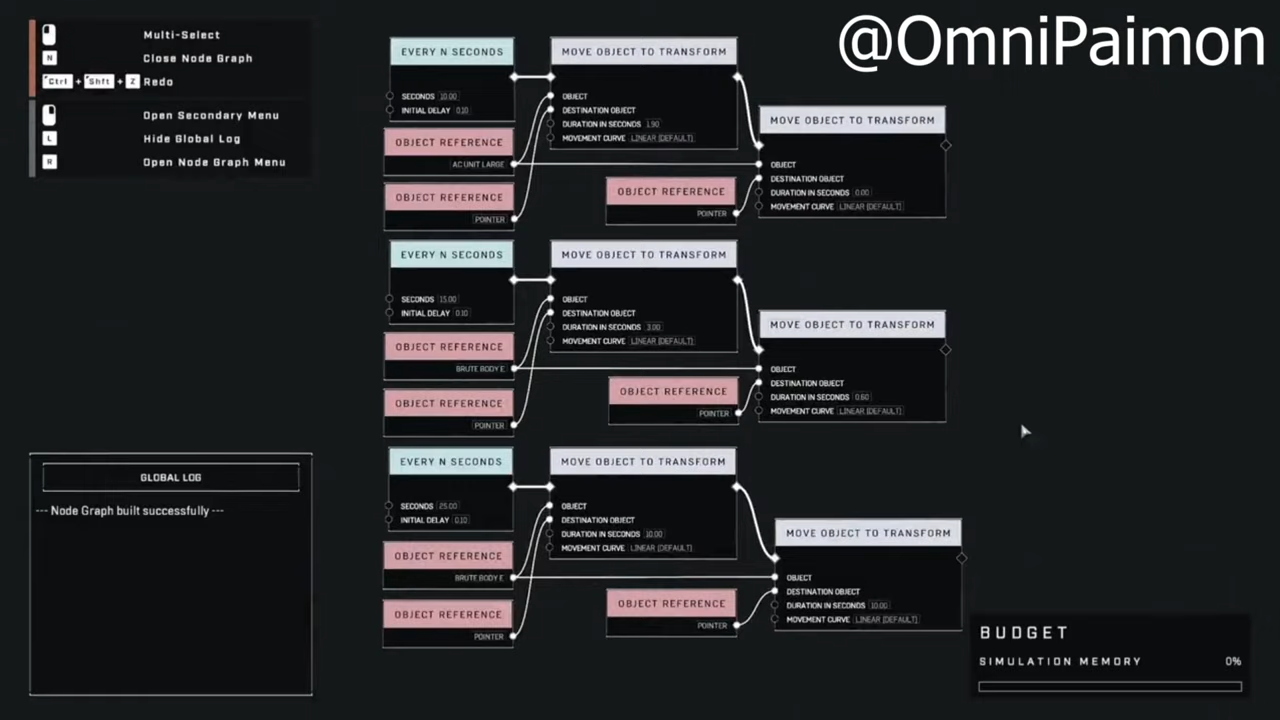 @OmniPaimon
Multi-Select
N Close Node Graph
Ctrl + Shft + Z Redo
Open Secondary Menu
L Hide Global Log
R Open Node Graph Menu
EVERY N SECONDS
SECONDS 10.00
INITIAL DELAY 0.10
OBJECT REFERENCE
AC UNIT LARGE
OBJECT REFERENCE
POINTER
MOVE OBJECT TO TRANSFORM
OBJECT
DESTINATION OBJECT
DURATION IN SECONDS 1.90
MOVEMENT CURVE LINEAR (DEFAULT)
OBJECT REFERENCE
POINTER
MOVE OBJECT TO TRANSFORM
OBJECT
DESTINATION OBJECT
DURATION IN SECONDS 0.00
MOVEMENT CURVE LINEAR (DEFAULT)
EVERY N SECONDS
SECONDS 15.00
INITIAL DELAY 0.10
OBJECT REFERENCE
BRUTE BODY E
OBJECT REFERENCE
POINTER
MOVE OBJECT TO TRANSFORM
OBJECT
DESTINATION OBJECT
DURATION IN SECONDS 3.00
MOVEMENT CURVE LINEAR (DEFAULT)
OBJECT REFERENCE
POINTER
MOVE OBJECT TO TRANSFORM
OBJECT
DESTINATION OBJECT
DURATION IN SECONDS 0.60
MOVEMENT CURVE LINEAR (DEFAULT)
EVERY N SECONDS
SECONDS 25.00
INITIAL DELAY 0.10
OBJECT REFERENCE
BRUTE BODY E
OBJECT REFERENCE
POINTER
MOVE OBJECT TO TRANSFORM
OBJECT
DESTINATION OBJECT
DURATION IN SECONDS 10.00
MOVEMENT CURVE LINEAR (DEFAULT)
OBJECT REFERENCE
POINTER
MOVE OBJECT TO TRANSFORM
OBJECT
DESTINATION OBJECT
DURATION IN SECONDS 10.00
MOVEMENT CURVE LINEAR (DEFAULT)
GLOBAL LOG
--- Node Graph built successfully ---
BUDGET
SIMULATION MEMORY 0%